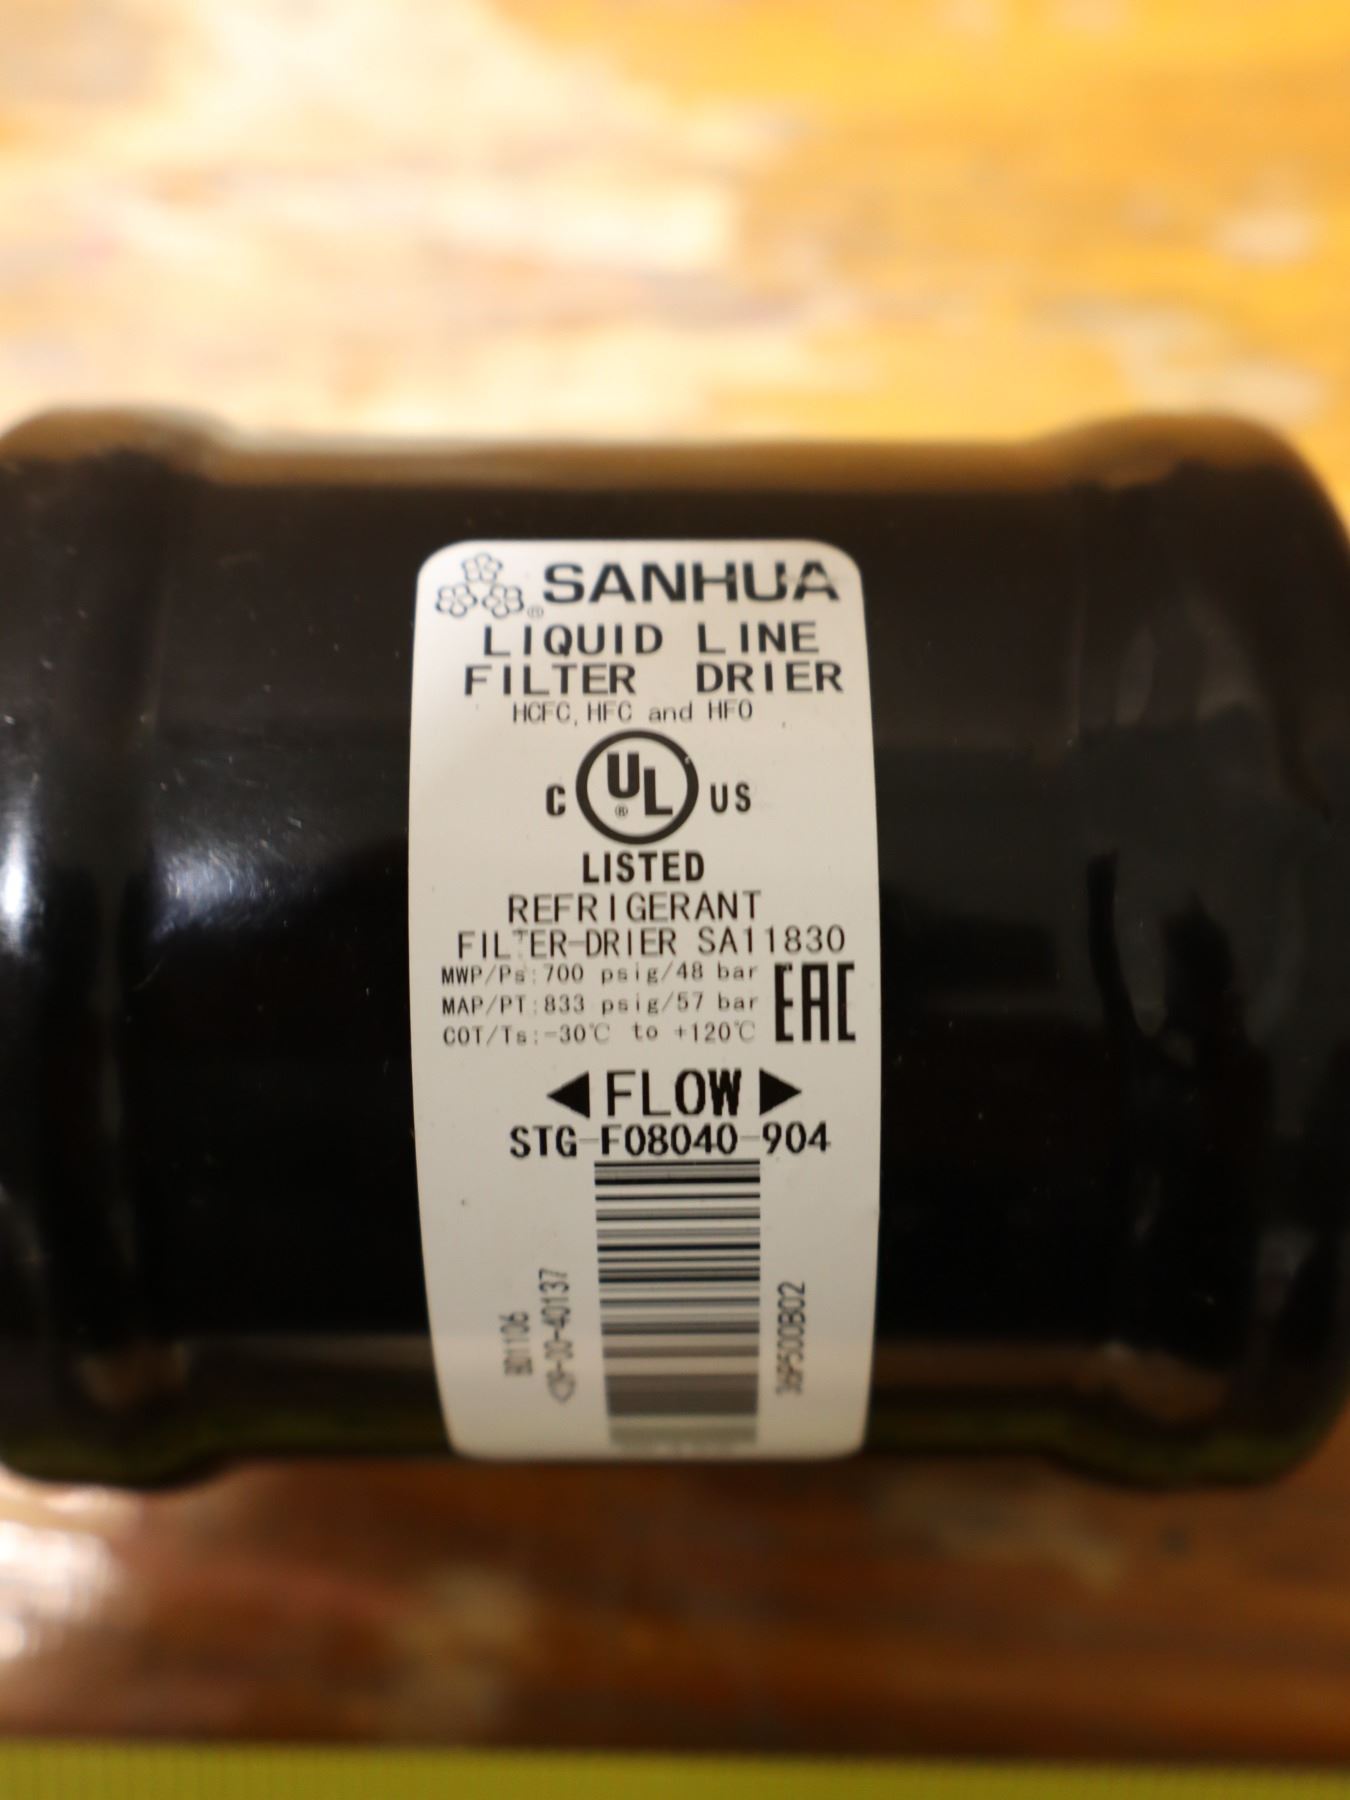 SANHUA
LIQUID LINE
FILTER DRIER
HCFC, HFC and HFO
C UL US
LISTED
REFRIGERANT
FILTER-DRIER SA11830
MWP/Ps:700 psig/48 bar
MAP/PT:833 psig/57 bar
COT/Ts:-30℃ to +120℃
EAC
◀ FLOW ▶
STG-F08040-904
BD1106
36P500B02